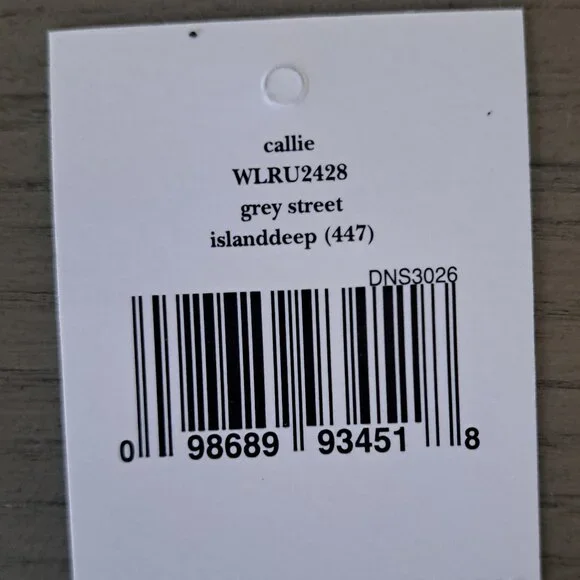 callie
WLRU2428
grey street
islanddeep (447)
DNS3026
0 98689 93451 8